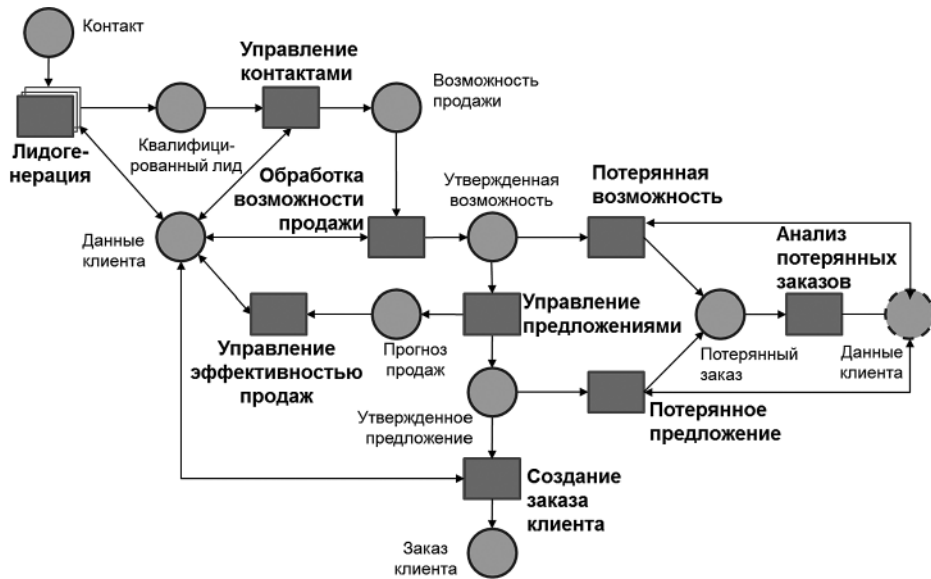 Контакт
Управление
контактами
Возможность
продажи
Квалифици-
рованный лид
Лидоге-
нерация
Обработка
возможности
продажи
Утвержденная
возможность
Потерянная
возможность
Данные
клиента
Анализ
потерянных
заказов
Управление
предложениями
Управление
эффективностью
продаж
Прогноз
продаж
Потерянный
заказ
Данные
клиента
Утвержденное
предложение
Потерянное
предложение
Создание
заказа
клиента
Заказ
клиента